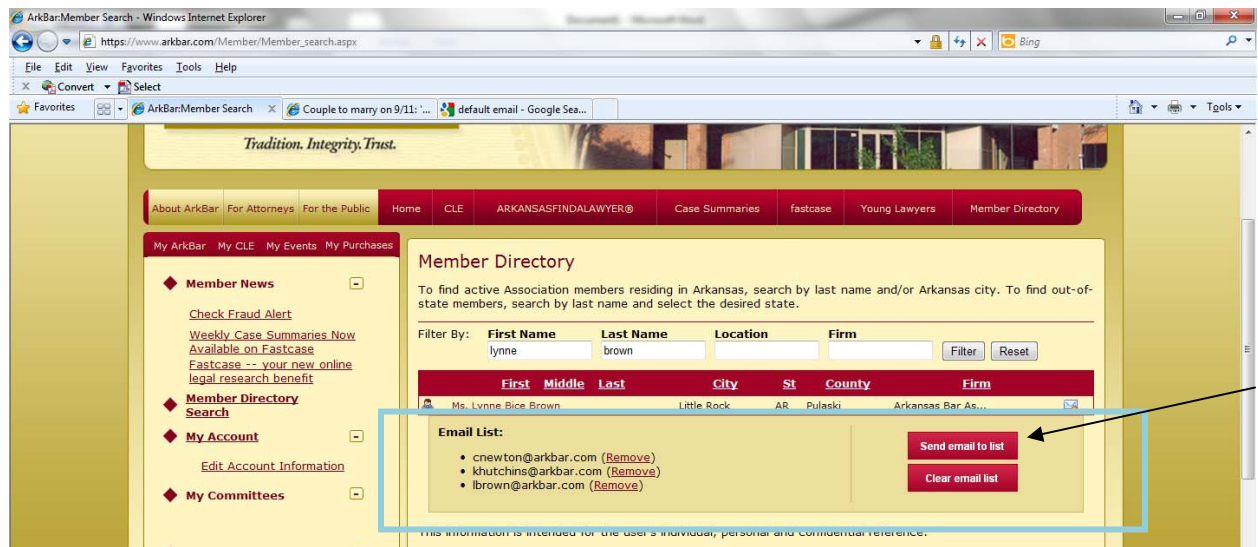 ArkBar:Member Search - Windows Internet Explorer
https://www.arkbar.com/Member/Member_search.aspx
Bing
File Edit View Favorites Tools Help
x Convert Select
Favorites ArkBar:Member Search x Couple to marry on 9/11: '... default email - Google Sea... Tools
Tradition. Integrity. Trust.
About ArkBar For Attorneys For the Public Home CLE ARKANSASFINDALAWYER® Case Summaries fastcase Young Lawyers Member Directory
My ArkBar My CLE My Events My Purchases
Member News
Check Fraud Alert
Weekly Case Summaries Now
Available on Fastcase
Fastcase -- your new online
legal research benefit
Member Directory
Search
My Account
Edit Account Information
My Committees
Member Directory
To find active Association members residing in Arkansas, search by last name and/or Arkansas city. To find out-of-
state members, search by last name and select the desired state.
Filter By: First Name Last Name Location Firm
lynne brown Filter Reset
First Middle Last City St County Firm
Ms. Lynne Bice Brown Little Rock AR Pulaski Arkansas Bar As...
Email List:
• cnewton@arkbar.com (Remove)
• khutchins@arkbar.com (Remove)
• lbrown@arkbar.com (Remove)
Send email to list
Clear email list
This information is intended for the user's individual, personal and confidential reference.